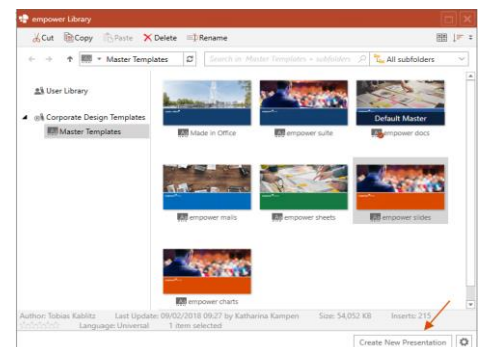 empower Library
Cut Copy Paste Delete Rename
Master Templates Search in Master Templates + subfolders All subfolders
User Library
Corporate Design Templates
Master Templates
Default Master
Made in Office empower suite empower docs
empower mails empower sheets empower slides
empower charts
Author: Tobias Kablitz Last Update: 09/02/2018 09:27 by Katharina Kampen Size: 54,052 KB Inserts: 215
Language: Universal 1 item selected
Create New Presentation